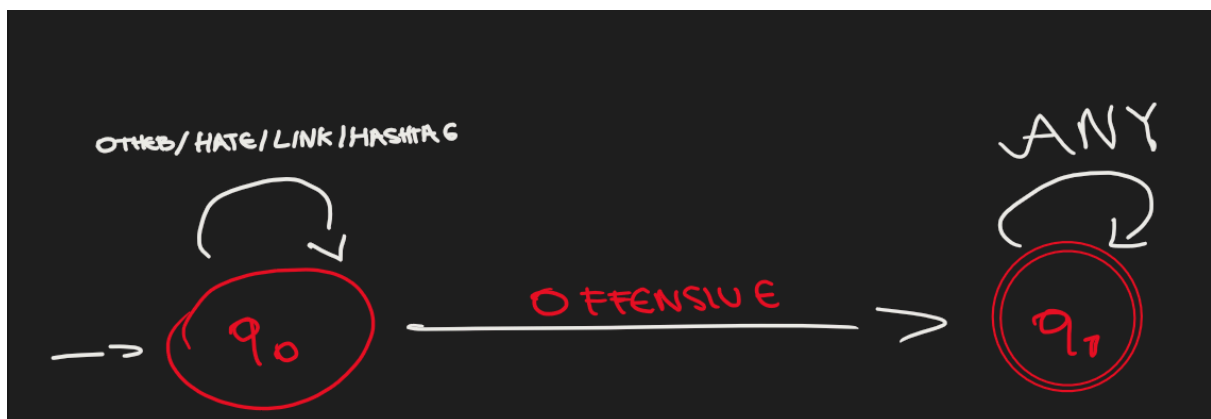 OTHER/HATE/LINK/HASHTAG
ANY
OFFENSIVE
q0
q1